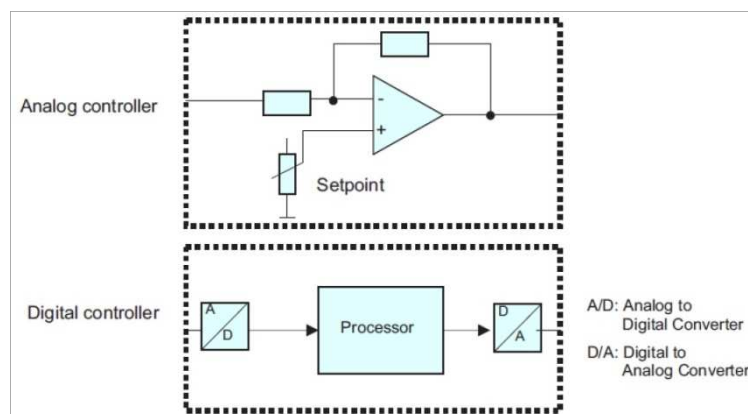 Analog controller
-
+
Setpoint
Digital controller
A
D
Processor
D
A
A/D: Analog to
Digital Converter
D/A: Digital to
Analog Converter